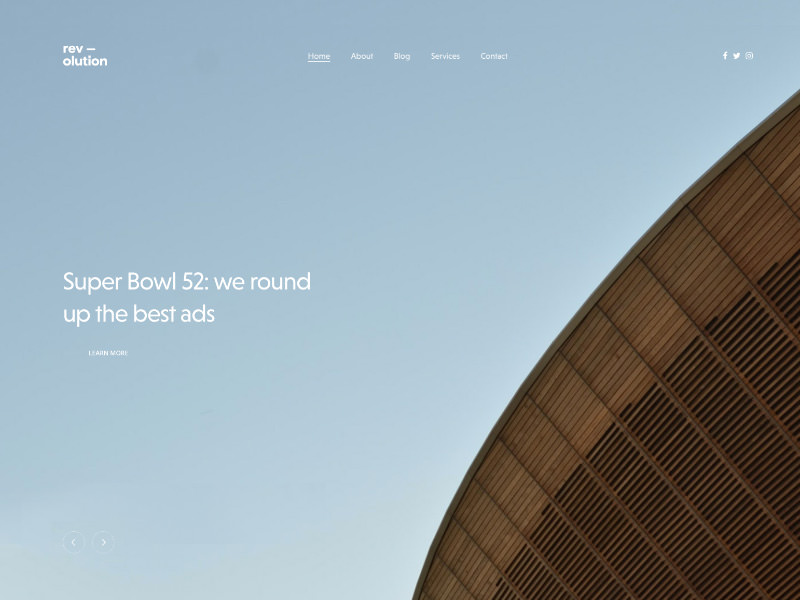 rev —
olution
Home About Blog Services Contact
Super Bowl 52: we round
up the best ads
LEARN MORE